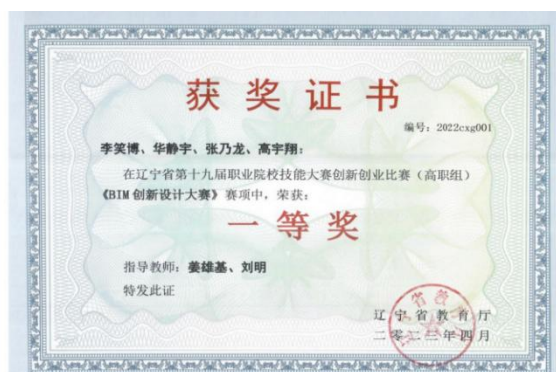 获奖证书
编号：2022cxg001
李笑博、华静宇、张乃龙、高宇翔：
在辽宁省第十九届职业院校技能大赛创新创业比赛（高职组）
《BIM创新设计大赛》赛项中，荣获：
一等奖
指导教师：姜雄基、刘明
特发此证
辽宁省教育厅
二零二三年四月